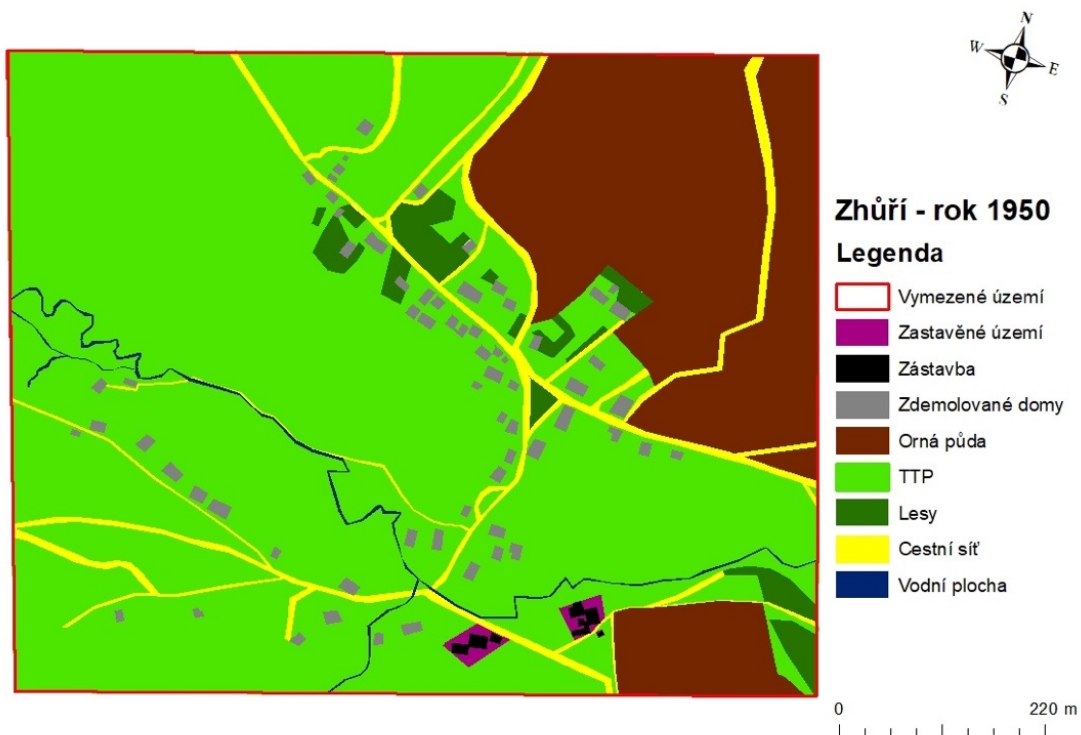 N
W
E
S
Zhůří - rok 1950
Legenda
Vymezené území
Zastavěné území
Zástavba
Zdemolované domy
Orná půda
TTP
Lesy
Cestní síť
Vodní plocha
0 220 m